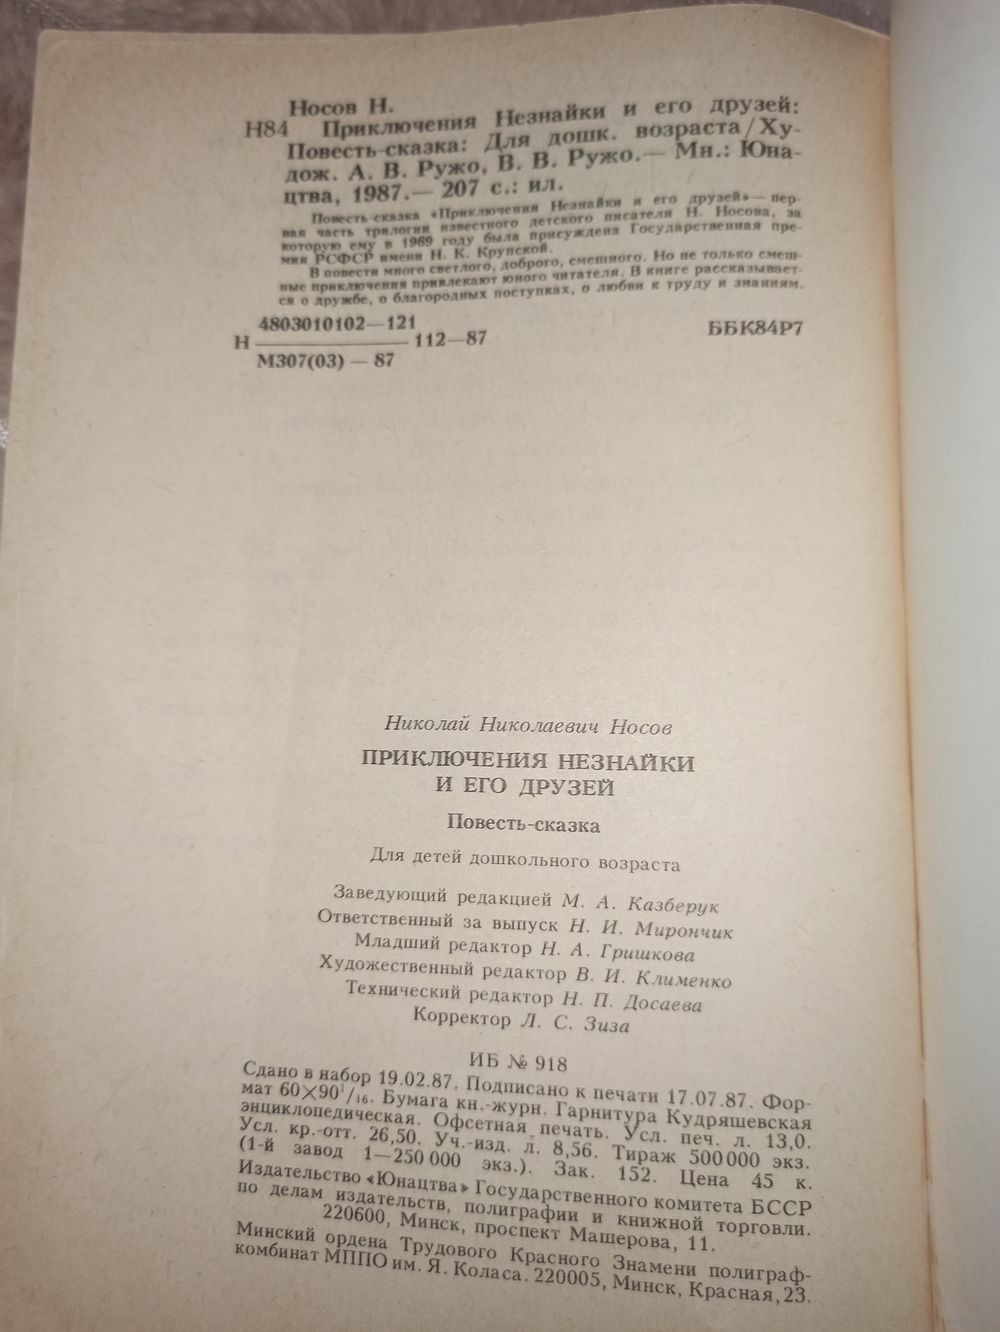 Носов Н.
Н84 Приключения Незнайки и его друзей:
Повесть-сказка: Для дошк. возраста/Ху-
дож. А. В. Ружо, В. В. Ружо.— Мн.: Юна-
цтва, 1987.— 207 с.: ил.
Повесть-сказка «Приключения Незнайки и его друзей»— пер-
вая часть трилогии известного детского писателя Н. Носова, за
которую ему в 1969 году была присуждена Государственная пре-
мия РСФСР имени Н. К. Крупской.
В повести много светлого, доброго, смешного. Но не только смеш-
ные приключения привлекают юного читателя. В книге рассказывает-
ся о дружбе, о благородных поступках, о любви к труду и знаниям.
4803010102—121
Н 112—87 ББК84Р7
М307(03) — 87
Николай Николаевич Носов
ПРИКЛЮЧЕНИЯ НЕЗНАЙКИ
И ЕГО ДРУЗЕЙ
Повесть-сказка
Для детей дошкольного возраста
Заведующий редакцией М. А. Казберук
Ответственный за выпуск Н. И. Мирончик
Младший редактор Н. А. Гришкова
Художественный редактор В. И. Клименко
Технический редактор Н. П. Досаева
Корректор Л. С. Зиза
ИБ № 918
Сдано в набор 19.02.87. Подписано к печати 17.07.87. Фор-
мат 60×90¹/₁₆. Бумага кн.-журн. Гарнитура Кудряшевская
энциклопедическая. Офсетная печать. Усл. печ. л. 13,0.
Усл. кр.-отт. 26,50. Уч.-изд. л. 8,56. Тираж 500 000 экз.
(1-й завод 1—250 000 экз.). Зак. 152. Цена 45 к.
Издательство «Юнацтва» Государственного комитета БССР
по делам издательств, полиграфии и книжной торговли.
220600, Минск, проспект Машерова, 11.
Минский ордена Трудового Красного Знамени полиграф-
комбинат МППО им. Я. Коласа. 220005, Минск, Красная, 23.